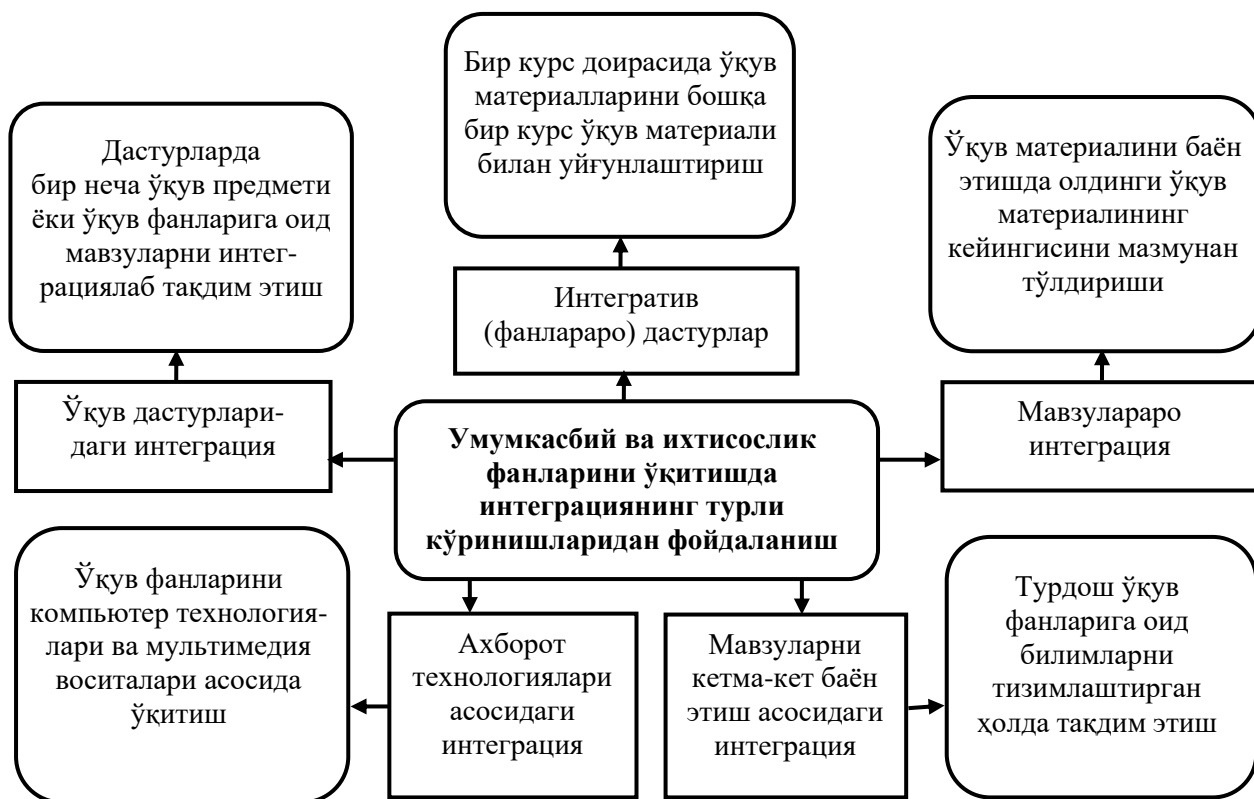 Бир курс доирасида ўқув
материалларини бошқа
бир курс ўқув материали
билан уйғунлаштириш
Дастурларда
бир неча ўқув предмети
ёки ўқув фанларига оид
мавзуларни интег-
рациялаб тақдим этиш
Ўқув материалини баён
этишда олдинги ўқув
материалининг
кейингисини мазмунан
тўлдириши
Интегратив
(фанлараро) дастурлар
Ўқув дастурлари-
даги интеграция
Мавзулараро
интеграция
Умумкасбий ва ихтисослик
фанларини ўқитишда
интеграциянинг турли
кўринишларидан фойдаланиш
Ўқув фанларини
компьютер технология-
лари ва мультимедия
воситалари асосида
ўқитиш
Ахборот
технологиялари
асосидаги
интеграция
Мавзуларни
кетма-кет баён
этиш асосидаги
интеграция
Турдош ўқув
фанларига оид
билимларни
тизимлаштирган
ҳолда тақдим этиш